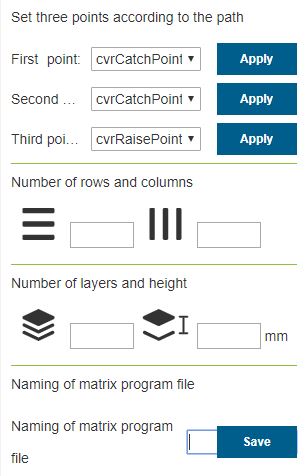 Set three points according to the path
First point: cvrCatchPoint Apply
Second ... cvrCatchPoint Apply
Third poi... cvrRaisePoint Apply
Number of rows and columns
Number of layers and height
mm
Naming of matrix program file
Naming of matrix program
file
Save